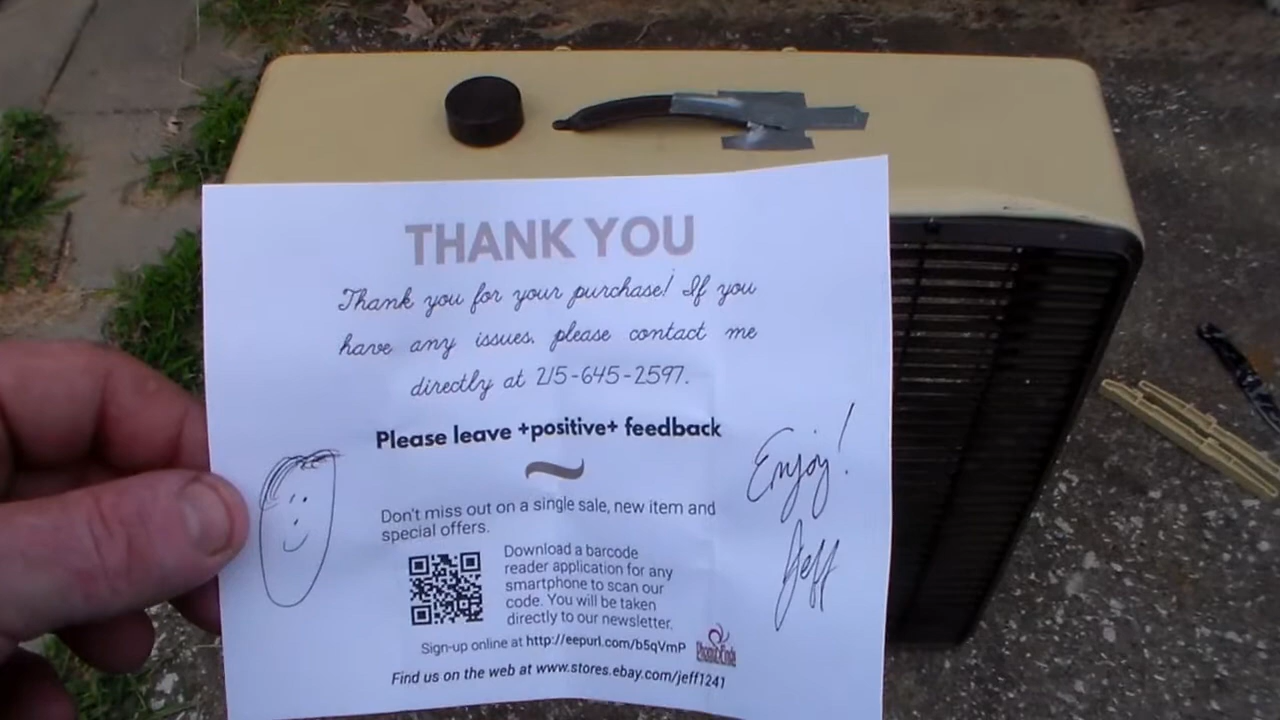 THANK YOU
Thank you for your purchase! If you
have any issues, please contact me
directly at 215-645-2597.
Please leave +positive+ feedback
Enjoy!
Jeff
Don't miss out on a single sale, new item and
special offers.
Download a barcode
reader application for any
smartphone to scan our
code. You will be taken
directly to our newsletter.
Sign-up online at http://eepurl.com/b5qVmP
Find us on the web at www.stores.ebay.com/jeff1241